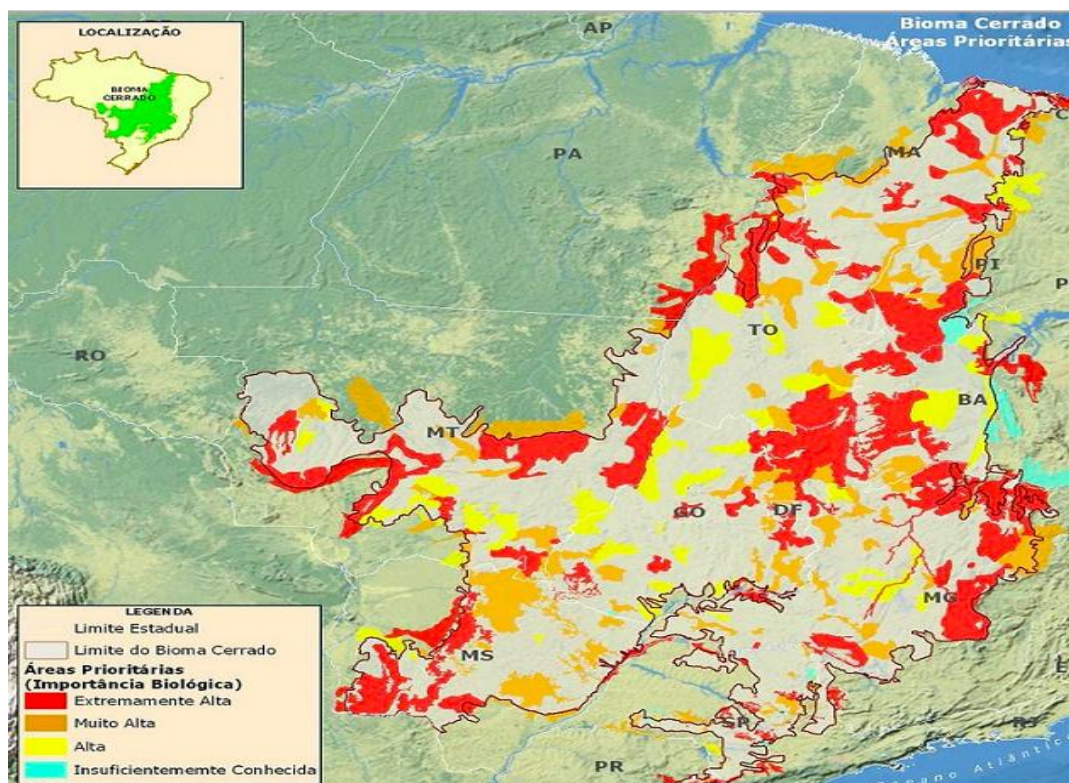 LOCALIZAÇÃO
BIOMA
CERRADO
Bioma Cerrado
Áreas Prioritárias
AP
PA
MA
C
PI
P
TO
RO
BA
MT
GO
DF
MG
MS
E
SP
RJ
PR
Oceano Atlântico
LEGENDA
Limite Estadual
Limite do Bioma Cerrado
Áreas Prioritárias
(Importância Biológica)
Extremamente Alta
Muito Alta
Alta
Insuficientememte Conhecida